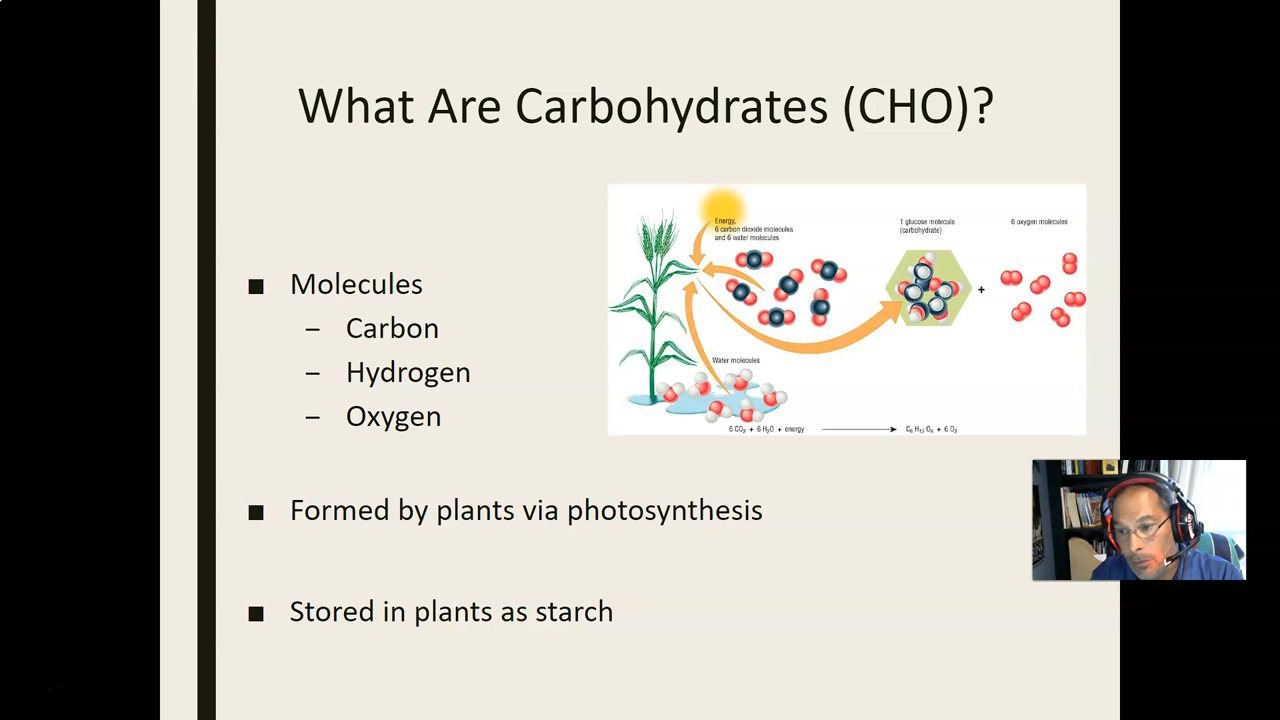 What Are Carbohydrates (CHO)?
■ Molecules
– Carbon
– Hydrogen
– Oxygen
■ Formed by plants via photosynthesis
■ Stored in plants as starch
Energy,
6 carbon dioxide molecules
and 6 water molecules
1 glucose molecule
(carbohydrate)
6 oxygen molecules
+
Water molecules
6 CO₂ + 6 H₂O + energy → C₆ H₁₂ O₆ + 6 O₂